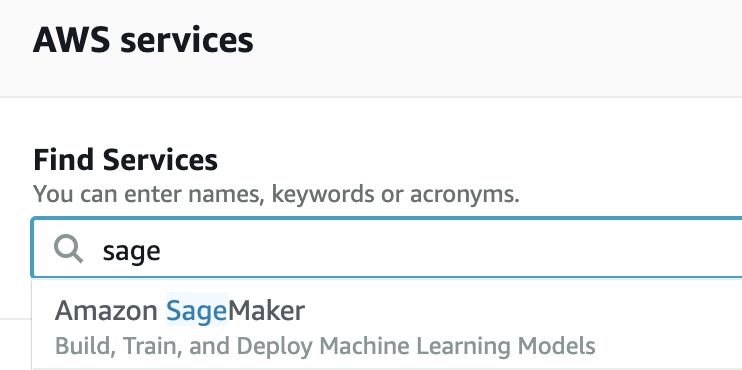 AWS services
Find Services
You can enter names, keywords or acronyms.
sage
Amazon SageMaker
Build, Train, and Deploy Machine Learning Models